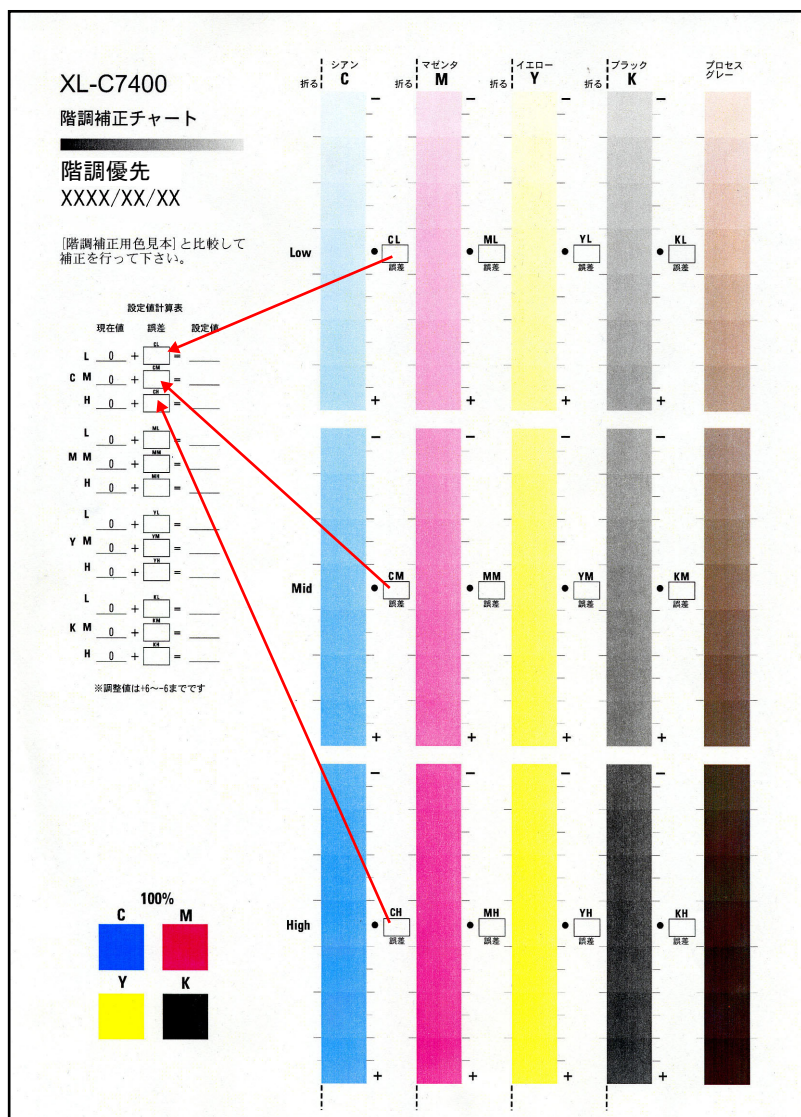 XL-C7400
階調補正チャート
階調優先
XXXX/XX/XX
[階調補正用色見本]と比較して
補正を行って下さい。
設定値計算表
現在値 誤差 設定値
CL
L 0 + =
CM
C M 0 + =
CH
H 0 + =
ML
L 0 + =
MM
M M 0 + =
MH
H 0 + =
YL
L 0 + =
YM
Y M 0 + =
YH
H 0 + =
KL
L 0 + =
KM
K M 0 + =
KH
H 0 + =
※調整値は+6~-6までです
100%
C M
Y K
シアン マゼンタ イエロー ブラック プロセス
折る C 折る M 折る Y 折る K グレー
- - - -
CL ML YL KL
Low ● ● ● ●
誤差 誤差 誤差 誤差
+ + + +
- - - -
CM MM YM KM
Mid ● ● ● ●
誤差 誤差 誤差 誤差
+ + + +
- - - -
CH MH YH KH
High ● ● ● ●
誤差 誤差 誤差 誤差
+ + + +